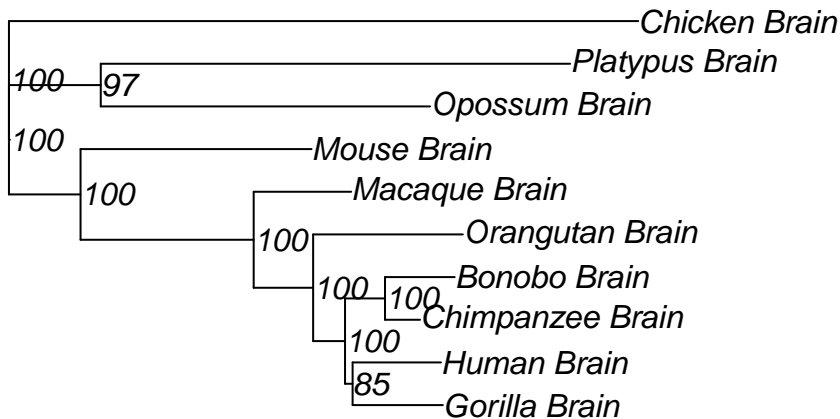 Chicken Brain
Platypus Brain
100
97
Opossum Brain
100
Mouse Brain
100
Macaque Brain
100
Orangutan Brain
Bonobo Brain
100
100
Chimpanzee Brain
100
Human Brain
85
Gorilla Brain